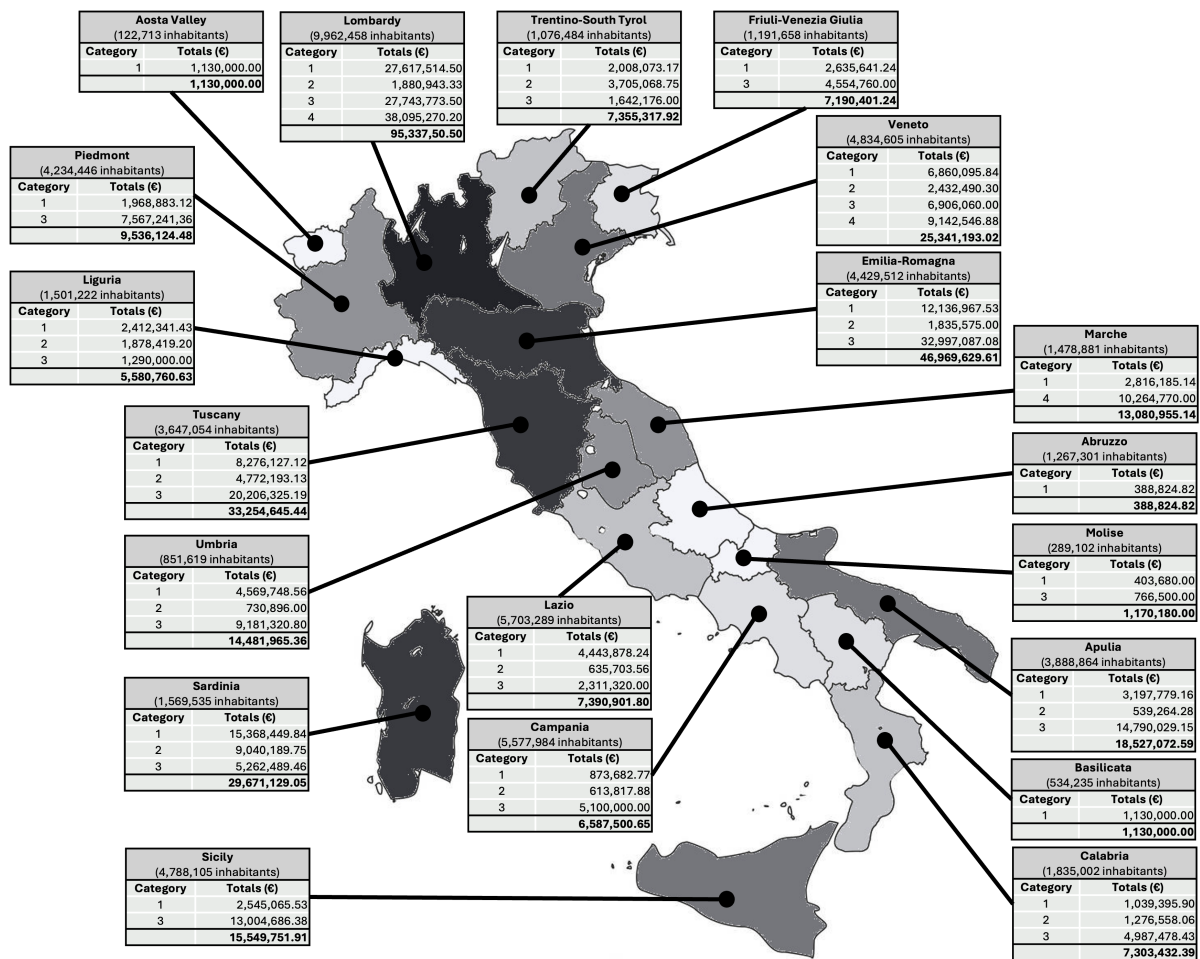 Aosta Valley
(122,713 inhabitants)
Category Totals (€)
1 1,130,000.00
1,130,000.00
Lombardy
(9,962,458 inhabitants)
Category Totals (€)
1 27,617,514.50
2 1,880,943.33
3 27,743,773.50
4 38,095,270.20
95,337,50.50
Trentino-South Tyrol
(1,076,484 inhabitants)
Category Totals (€)
1 2,008,073.17
2 3,705,068.75
3 1,642,176.00
7,355,317.92
Friuli-Venezia Giulia
(1,191,658 inhabitants)
Category Totals (€)
1 2,635,641.24
3 4,554,760.00
7,190,401.24
Veneto
(4,834,605 inhabitants)
Category Totals (€)
1 6,860,095.84
2 2,432,490.30
3 6,906,060.00
4 9,142,546.88
25,341,193.02
Piedmont
(4,234,446 inhabitants)
Category Totals (€)
1 1,968,883.12
3 7,567,241,36
9,536,124.48
Emilia-Romagna
(4,429,512 inhabitants)
Category Totals (€)
1 12,136,967.53
2 1,835,575.00
3 32,997,087.08
46,969,629.61
Liguria
(1,501,222 inhabitants)
Category Totals (€)
1 2,412,341.43
2 1,878,419.20
3 1,290,000.00
5,580,760.63
Marche
(1,478,881 inhabitants)
Category Totals (€)
1 2,816,185.14
4 10,264,770.00
13,080,955.14
Tuscany
(3,647,054 inhabitants)
Category Totals (€)
1 8,276,127.12
2 4,772,193.13
3 20,206,325.19
33,254,645.44
Abruzzo
(1,267,301 inhabitants)
Category Totals (€)
1 388,824.82
388,824.82
Molise
(289,102 inhabitants)
Category Totals (€)
1 403,680.00
3 766,500.00
1,170,180.00
Umbria
(851,619 inhabitants)
Category Totals (€)
1 4,569,748.56
2 730,896.00
3 9,181,320.80
14,481,965.36
Lazio
(5,703,289 inhabitants)
Category Totals (€)
1 4,443,878.24
2 635,703.56
3 2,311,320.00
7,390,901.80
Apulia
(3,888,864 inhabitants)
Category Totals (€)
1 3,197,779.16
2 539,264.28
3 14,790,029.15
18,527,072.59
Sardinia
(1,569,535 inhabitants)
Category Totals (€)
1 15,368,449.84
2 9,040,189.75
3 5,262,489.46
29,671,129.05
Campania
(5,577,984 inhabitants)
Category Totals (€)
1 873,682.77
2 613,817.88
3 5,100,000.00
6,587,500.65
Basilicata
(534,235 inhabitants)
Category Totals (€)
1 1,130,000.00
1,130,000.00
Sicily
(4,788,105 inhabitants)
Category Totals (€)
1 2,545,065.53
3 13,004,686.38
15,549,751.91
Calabria
(1,835,002 inhabitants)
Category Totals (€)
1 1,039,395.90
2 1,276,558.06
3 4,987,478.43
7,303,432.39